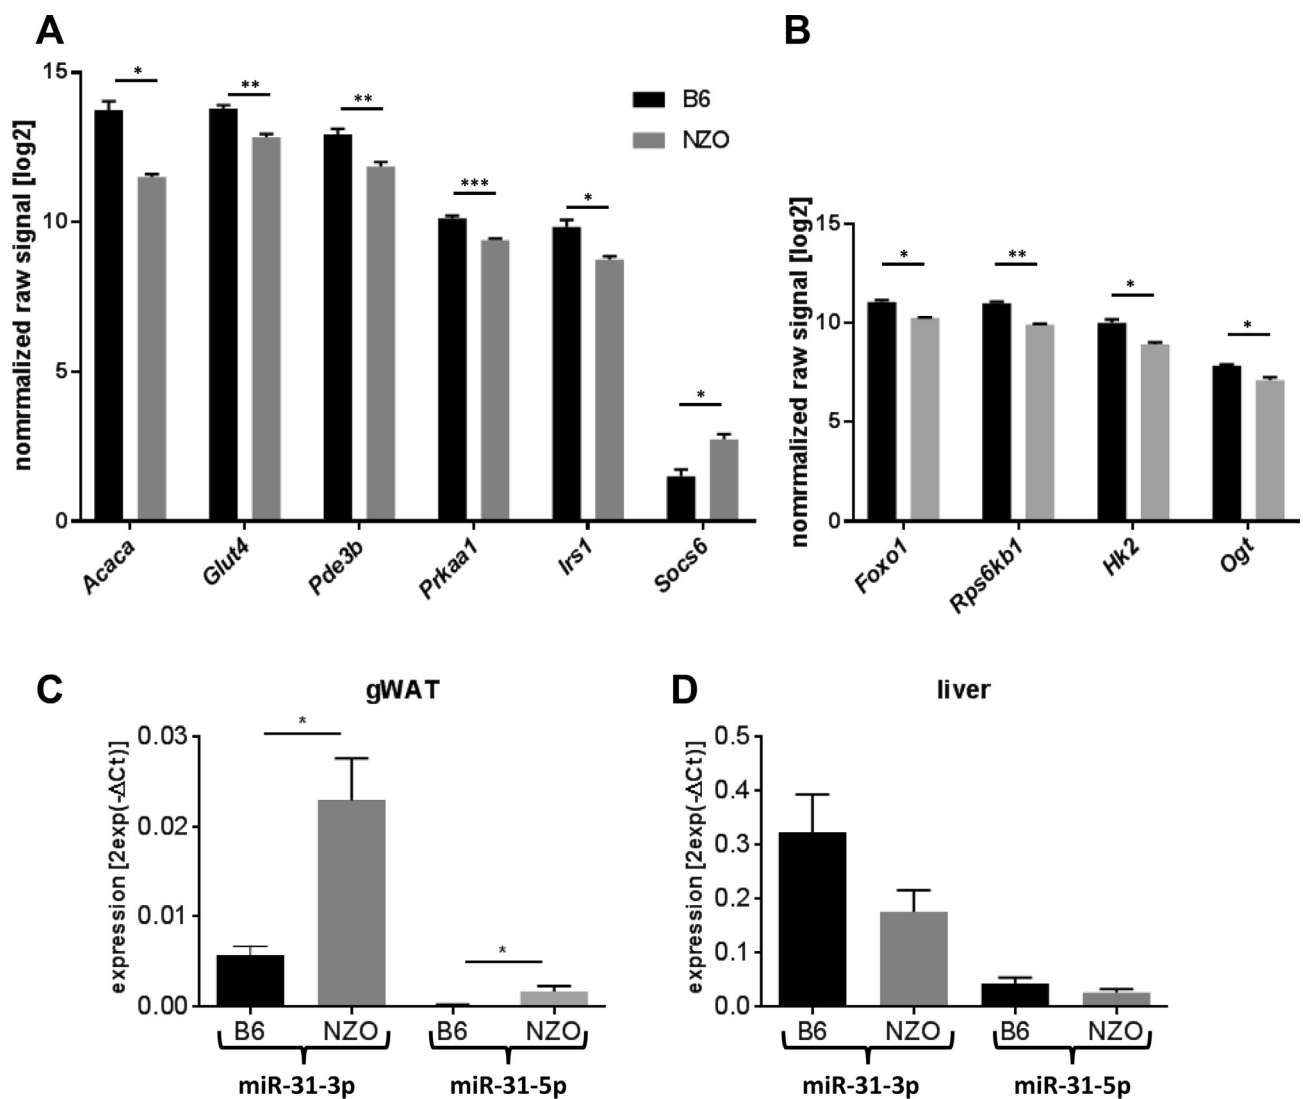 A
nomrmalized raw signal [log2]
15
10
5
0
*
**
**
***
*
*
B6
NZO
Acaca
Glut4
Pde3b
Prkaa1
Irs1
Socs6
B
nomrmalized raw signal [log2]
15
10
5
0
*
**
*
*
Foxo1
Rps6kb1
Hk2
Ogt
C
gWAT
expression [2exp(-ΔCt)]
0.03
0.02
0.01
0.00
*
*
B6 NZO B6 NZO
miR-31-3p miR-31-5p
D
liver
expression [2exp(-ΔCt)]
0.5
0.4
0.3
0.2
0.1
0.0
B6 NZO B6 NZO
miR-31-3p miR-31-5p